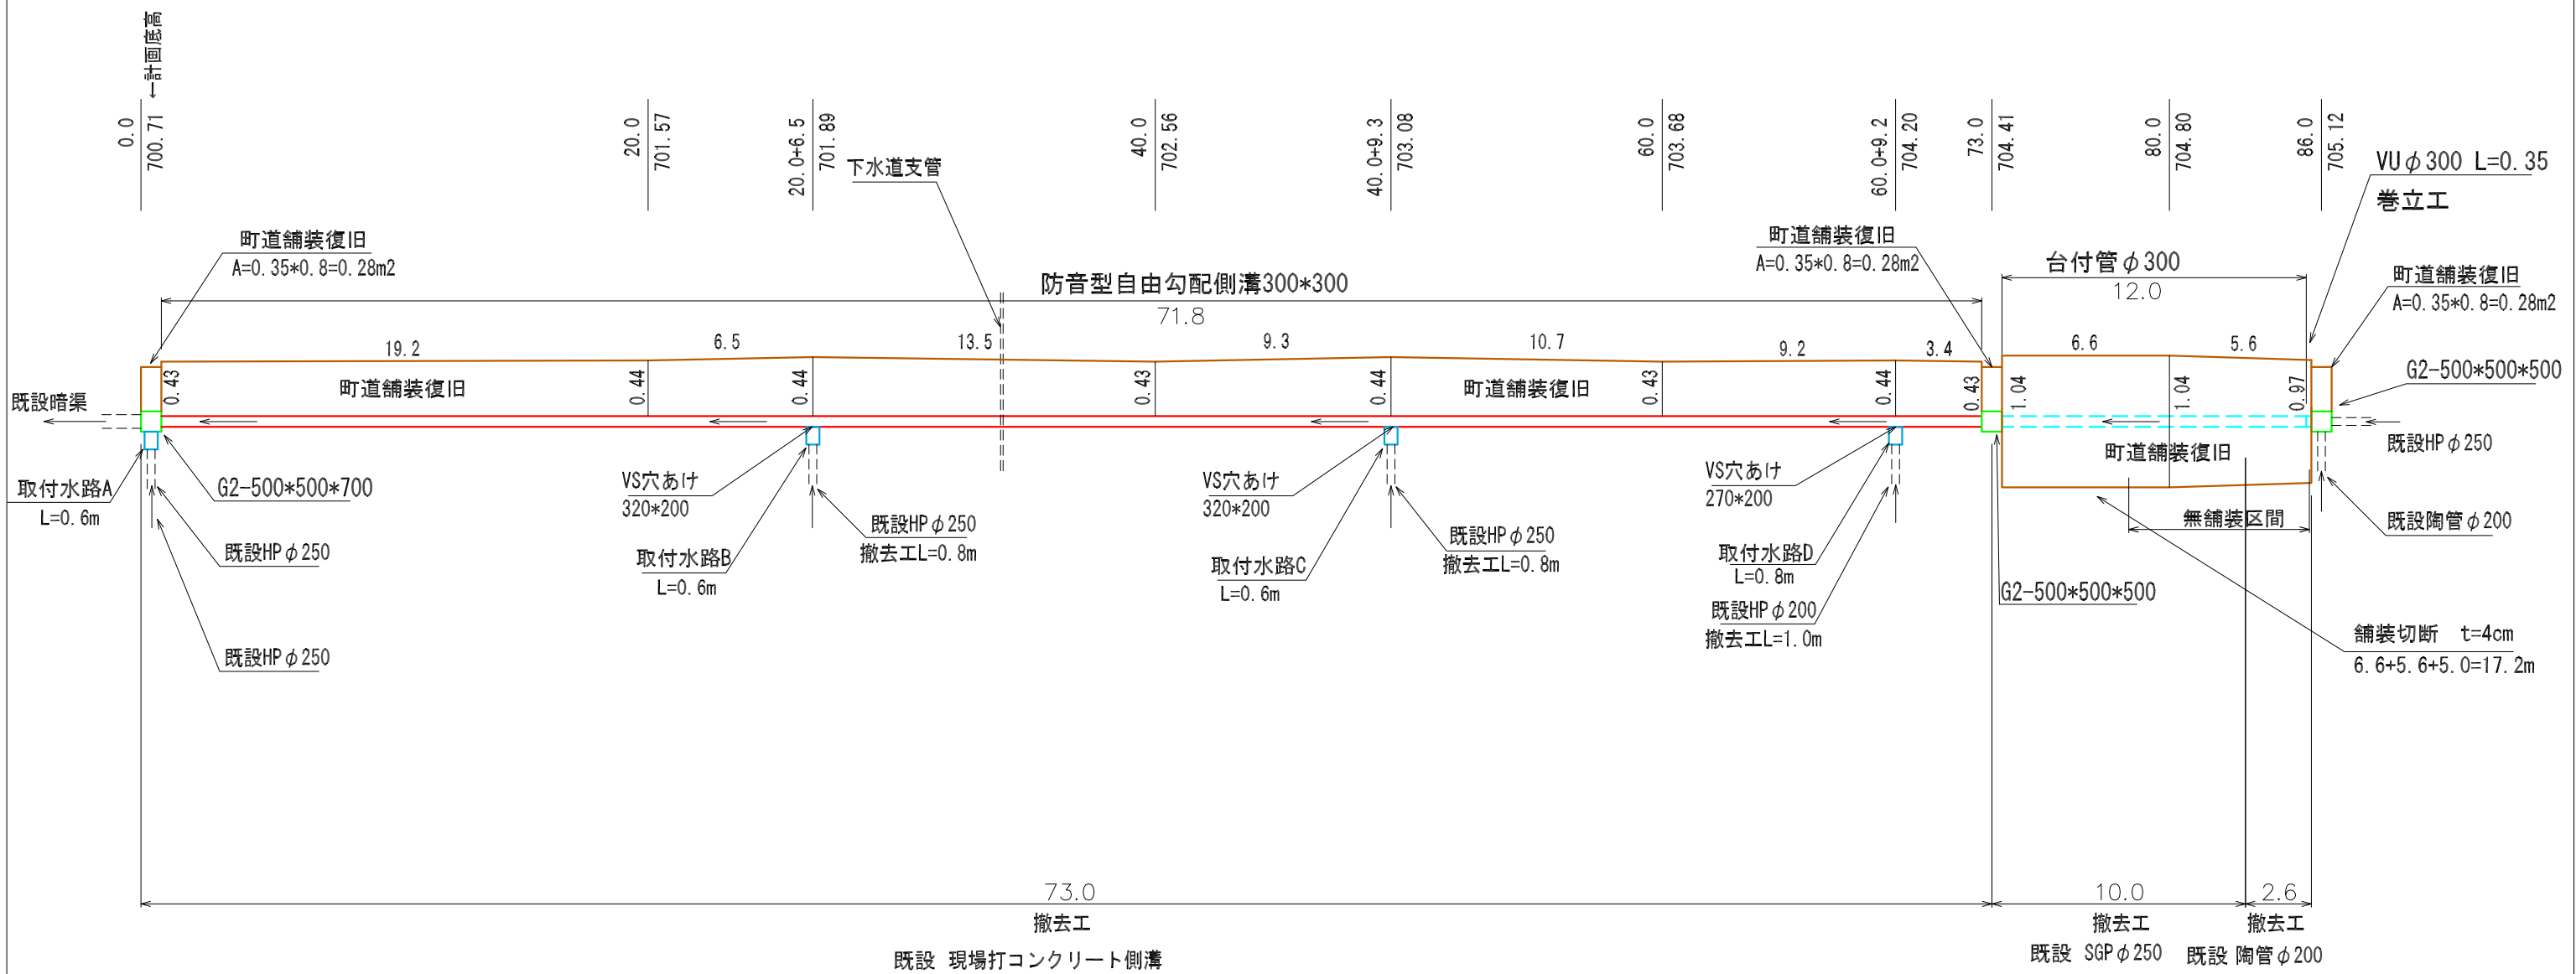 ←計画底高
0.0
700.71
20.0
701.57
20.0+6.5
701.89
40.0
702.56
40.0+9.3
703.08
60.0
703.68
60.0+9.2
704.20
73.0
704.41
80.0
704.80
86.0
705.12
下水道支管
VUφ300 L=0.35
巻立工
町道舗装復旧
A=0.35*0.8=0.28m2
町道舗装復旧
A=0.35*0.8=0.28m2
台付管φ300
12.0
町道舗装復旧
A=0.35*0.8=0.28m2
防音型自由勾配側溝300*300
71.8
19.2
6.5
13.5
9.3
10.7
9.2
3.4
6.6
5.6
0.43
町道舗装復旧
0.44
0.44
0.43
0.44
町道舗装復旧
0.43
0.44
0.43
1.04
1.04
0.97
G2-500*500*500
既設暗渠
既設HPφ250
町道舗装復旧
取付水路A
L=0.6m
G2-500*500*700
VS穴あけ
320*200
VS穴あけ
320*200
VS穴あけ
270*200
無舗装区間
既設陶管φ200
既設HPφ250
既設HPφ250
撤去工L=0.8m
取付水路B
L=0.6m
既設HPφ250
撤去工L=0.8m
取付水路C
L=0.6m
取付水路D
L=0.8m
既設HPφ200
撤去工L=1.0m
G2-500*500*500
既設HPφ250
舗装切断 t=4cm
6.6+5.6+5.0=17.2m
73.0
撤去工
既設 現場打コンクリート側溝
10.0
撤去工
既設 SGPφ250
2.6
撤去工
既設 陶管φ200